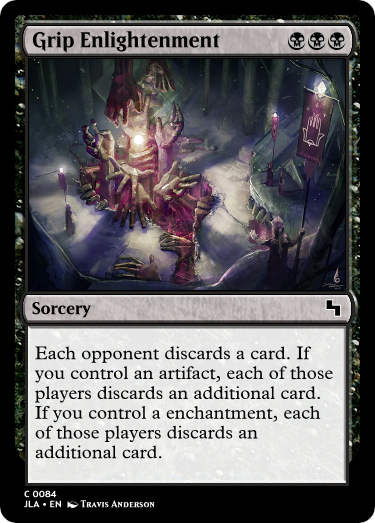 Grip Enlightenment
Sorcery
Each opponent discards a card. If
you control an artifact, each of those
players discards an additional card.
If you control a enchantment, each
of those players discards an
additional card.
C 0084
JLA • EN Travis Anderson